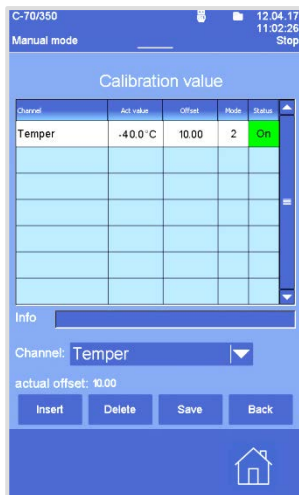 C-70/350
12.04.17
11:02:26
Manual mode
Stop
Calibration value
Channel Act value Offset Mode Status
Temper -40.0°C 10.00 2 On
Info
Channel: Temper
actual offset: 10.00
Insert Delete Save Back